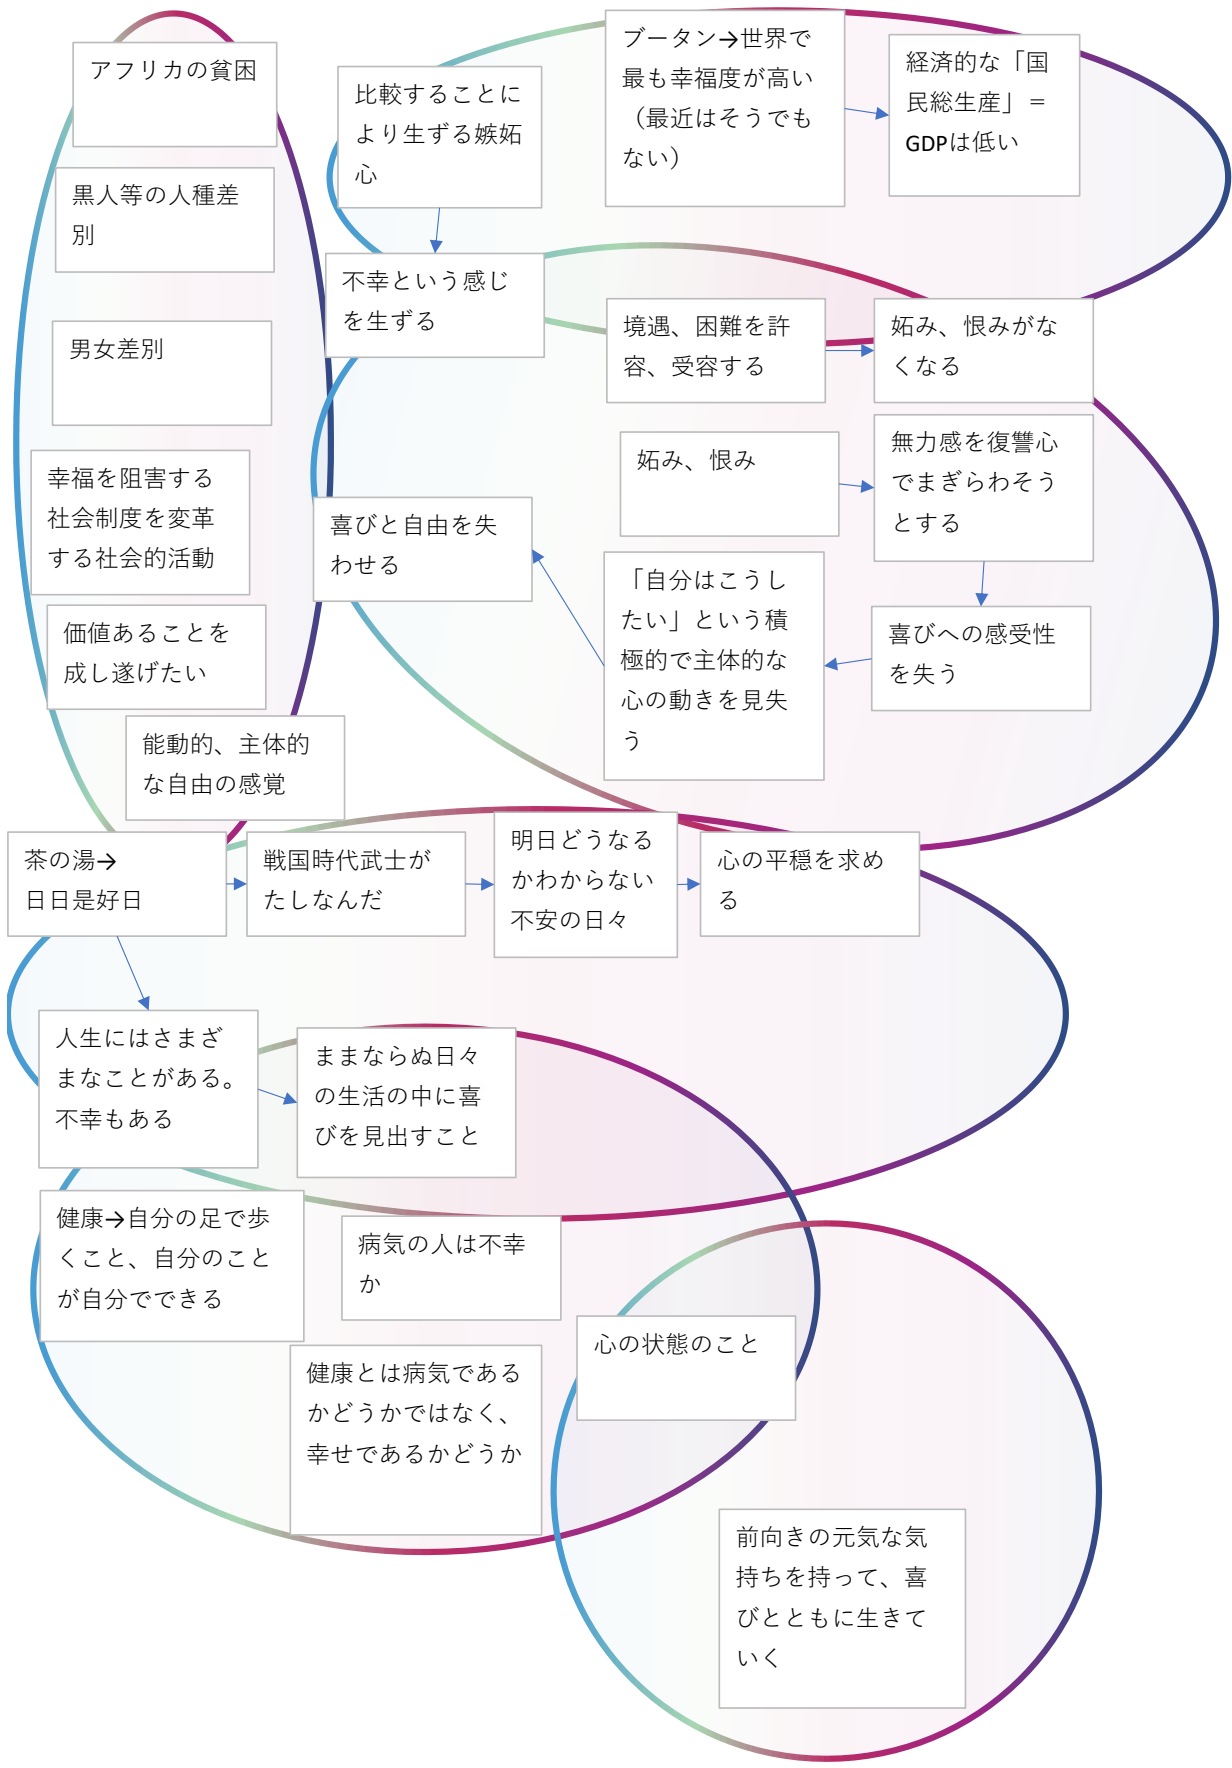 アフリカの貧困
黒人等の人種差
別
男女差別
幸福を阻害する
社会制度を変革
する社会的活動
価値あることを
成し遂げたい
能動的、主体的
な自由の感覚
比較することに
より生ずる嫉妬
心
不幸という感じ
を生ずる
ブータン→世界で
最も幸福度が高い
（最近はそうでも
ない）
経済的な「国
民総生産」＝
GDPは低い
境遇、困難を許
容、受容する
妬み、恨みがな
くなる
妬み、恨み
無力感を復讐心
でまぎらわそう
とする
喜びへの感受性
を失う
「自分はこうし
たい」という積
極的で主体的な
心の動きを見失
う
喜びと自由を失
わせる
茶の湯→
日日是好日
戦国時代武士が
たしなんだ
明日どうなる
かわからない
不安の日々
心の平穏を求め
る
人生にはさまざ
まなことがある。
不幸もある
ままならぬ日々
の生活の中に喜
びを見出すこと
健康→自分の足で歩
くこと、自分のこと
が自分でできる
病気の人は不幸
か
健康とは病気である
かどうかではなく、
幸せであるかどうか
心の状態のこと
前向きの元気な気
持ちを持って、喜
びとともに生きて
いく